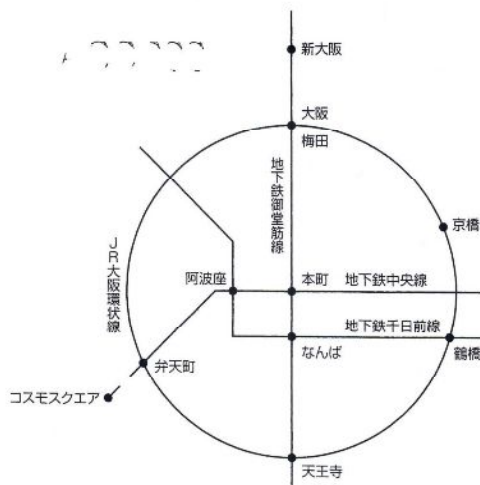 新大阪
大阪
梅田
地下鉄御堂筋線
京橋
JR大阪環状線
阿波座
本町
地下鉄中央線
地下鉄千日前線
なんば
鶴橋
弁天町
コスモスクエア
天王寺